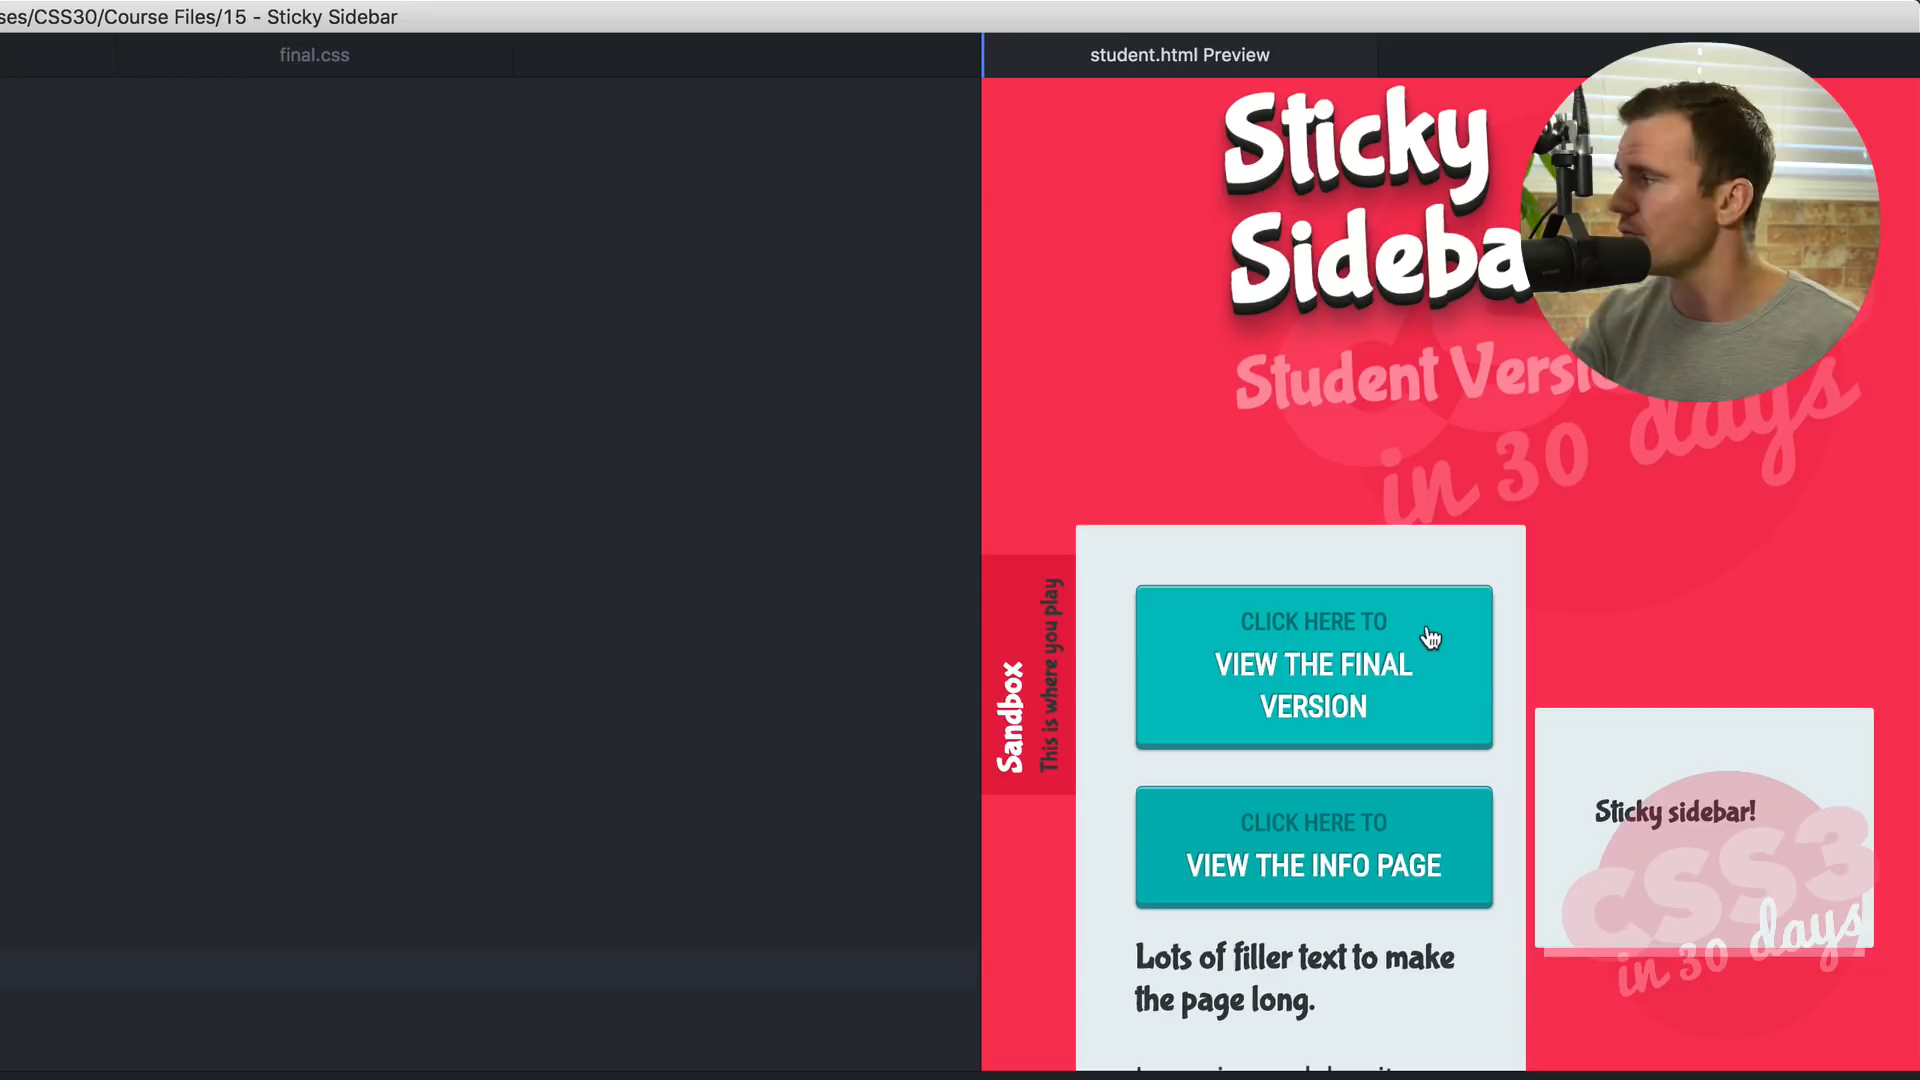 ses/CSS30/Course Files/15 - Sticky Sidebar
final.css
student.html Preview
Sticky
Sideba
Student Versi
in 30 days
Sandbox
This is where you play
CLICK HERE TO
VIEW THE FINAL
VERSION
CLICK HERE TO
VIEW THE INFO PAGE
Lots of filler text to make
the page long.
Sticky sidebar!
CSS3
in 30 days